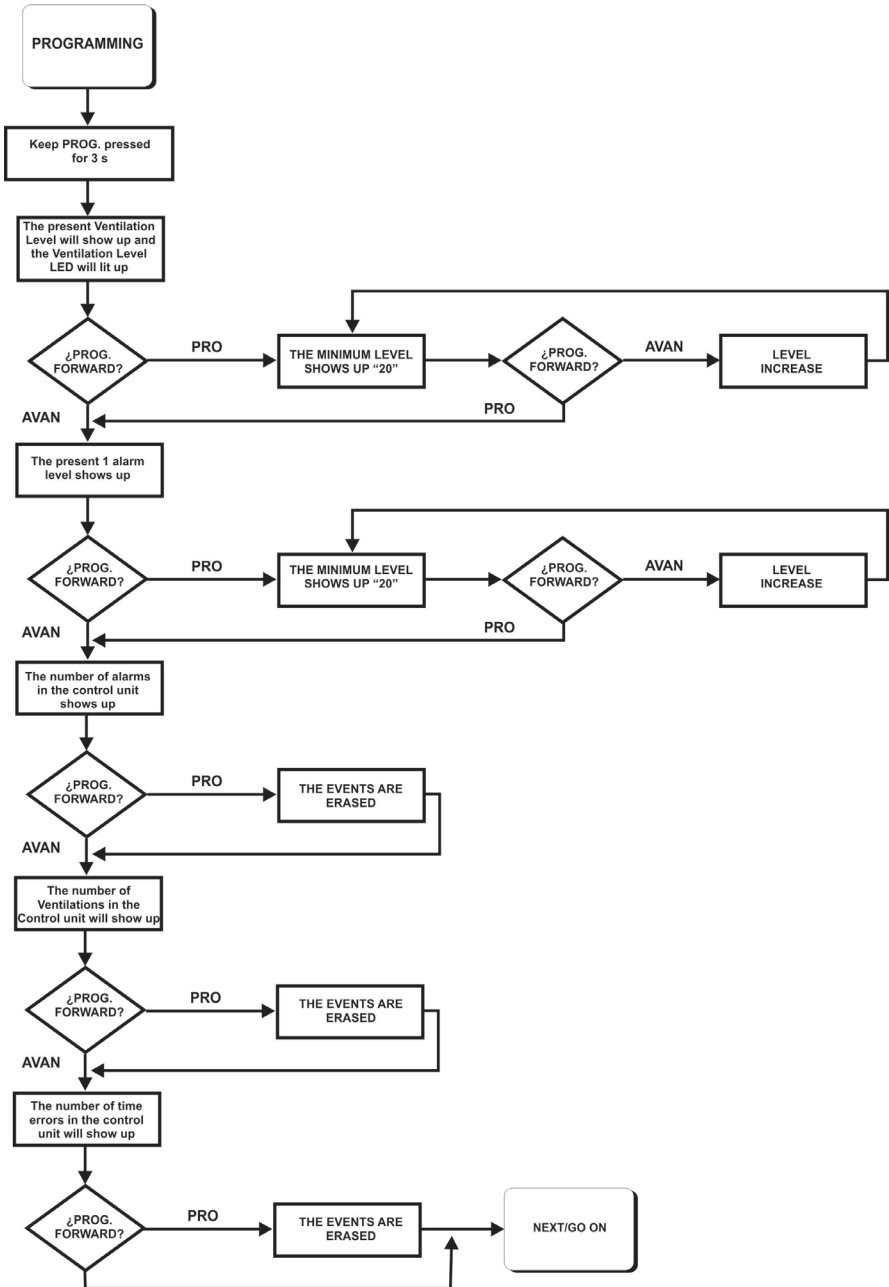 PROGRAMMING
Keep PROG. pressed
for 3 s
The present Ventilation
Level will show up and
the Ventilation Level
LED will lit up
¿PROG.
FORWARD?
PRO
THE MINIMUM LEVEL
SHOWS UP “20”
¿PROG.
FORWARD?
AVAN
LEVEL
INCREASE
AVAN
PRO
The present 1 alarm
level shows up
¿PROG.
FORWARD?
PRO
THE MINIMUM LEVEL
SHOWS UP “20”
¿PROG.
FORWARD?
AVAN
LEVEL
INCREASE
AVAN
PRO
The number of alarms
in the control unit
shows up
¿PROG.
FORWARD?
PRO
THE EVENTS ARE
ERASED
AVAN
The number of
Ventilations in the
Control unit will show up
¿PROG.
FORWARD?
PRO
THE EVENTS ARE
ERASED
AVAN
The number of time
errors in the control
unit will show up
¿PROG.
FORWARD?
PRO
THE EVENTS ARE
ERASED
NEXT/GO ON